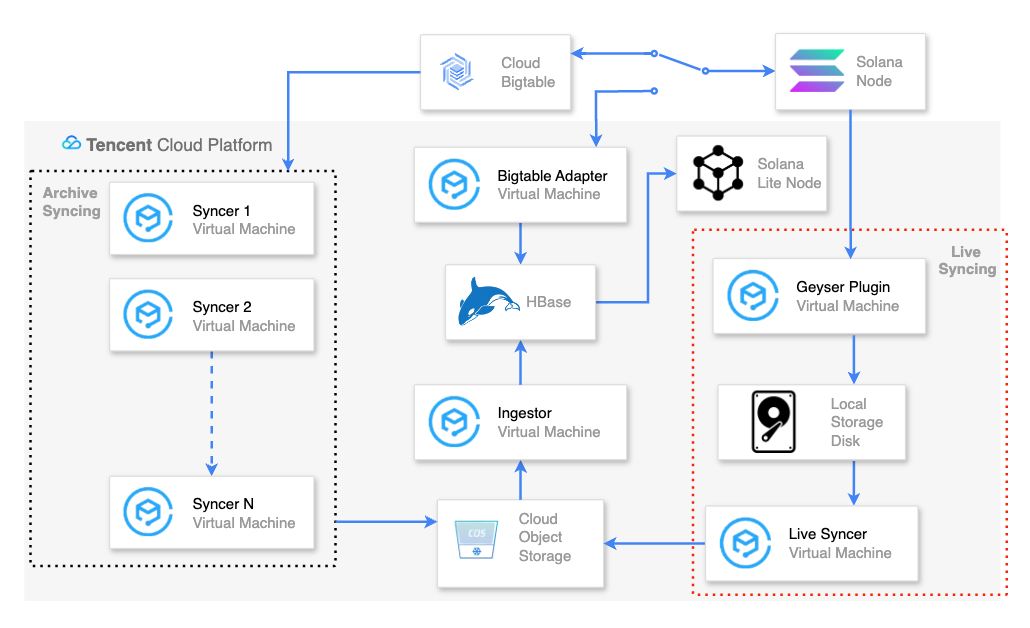 Cloud
Bigtable
Solana
Node
Tencent Cloud Platform
Archive
Syncing
Syncer 1
Virtual Machine
Syncer 2
Virtual Machine
Syncer N
Virtual Machine
Bigtable Adapter
Virtual Machine
Solana
Lite Node
HBase
Ingestor
Virtual Machine
CDS
Cloud
Object
Storage
Live
Syncing
Geyser Plugin
Virtual Machine
Local
Storage
Disk
Live Syncer
Virtual Machine